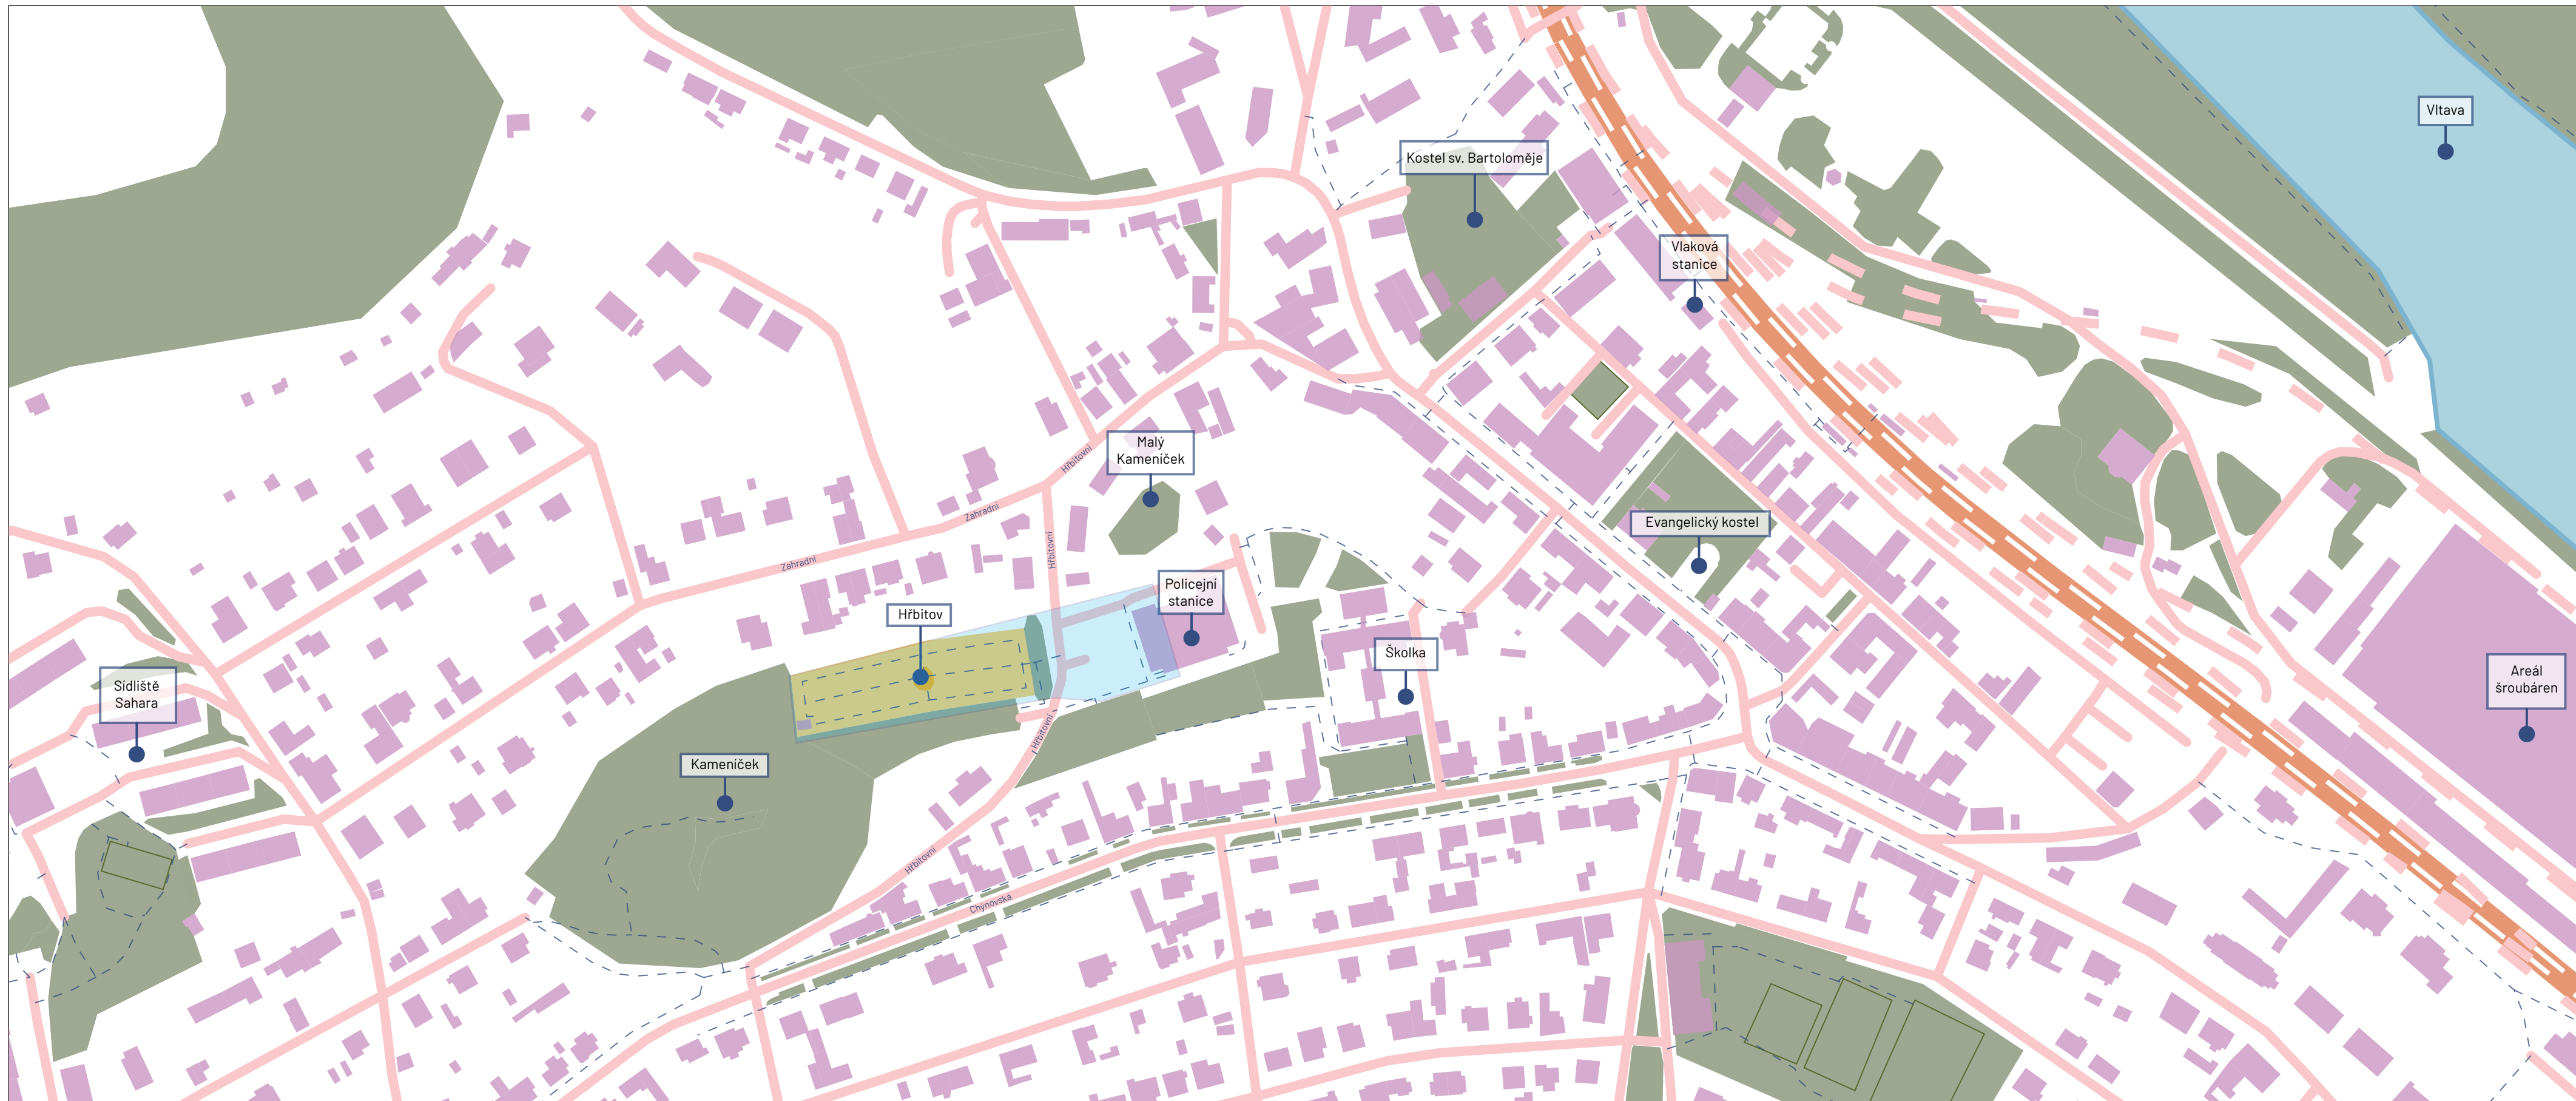 Vltava
Kostel sv. Bartoloměje
Vlaková
stanice
Malý
Kameníček
Hřbitovní
Zahradní
Hřbitovní
Zahradní
Evangelický kostel
Policejní
stanice
Hřbitov
Školka
Sídliště
Sahara
Areál
šroubáren
Hřbitovní
Kameníček
Hřbitovní
Chýnovská